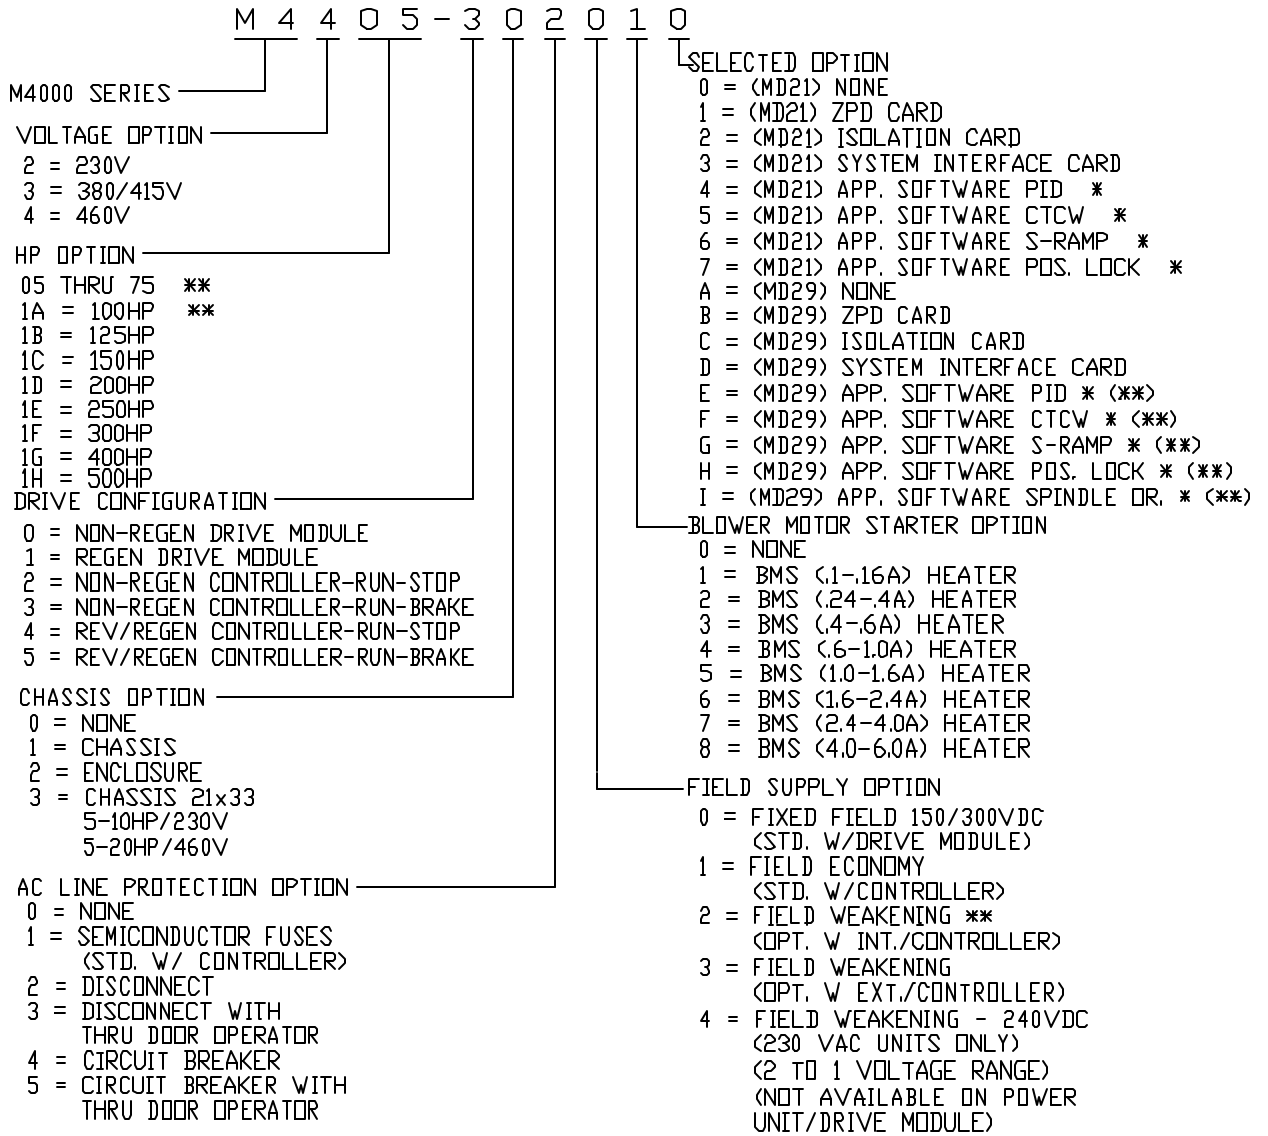 M4405-302010
M4000 SERIES
VOLTAGE OPTION
2 = 230V
3 = 380/415V
4 = 460V
HP OPTION
05 THRU 75 **
1A = 100HP **
1B = 125HP
1C = 150HP
1D = 200HP
1E = 250HP
1F = 300HP
1G = 400HP
1H = 500HP
DRIVE CONFIGURATION
0 = NON-REGEN DRIVE MODULE
1 = REGEN DRIVE MODULE
2 = NON-REGEN CONTROLLER-RUN-STOP
3 = NON-REGEN CONTROLLER-RUN-BRAKE
4 = REV/REGEN CONTROLLER-RUN-STOP
5 = REV/REGEN CONTROLLER-RUN-BRAKE
CHASSIS OPTION
0 = NONE
1 = CHASSIS
2 = ENCLOSURE
3 = CHASSIS 21x33
5-10HP/230V
5-20HP/460V
AC LINE PROTECTION OPTION
0 = NONE
1 = SEMICONDUCTOR FUSES
(STD. W/ CONTROLLER)
2 = DISCONNECT
3 = DISCONNECT WITH
THRU DOOR OPERATOR
4 = CIRCUIT BREAKER
5 = CIRCUIT BREAKER WITH
THRU DOOR OPERATOR
SELECTED OPTION
0 = (MD21) NONE
1 = (MD21) ZPD CARD
2 = (MD21) ISOLATION CARD
3 = (MD21) SYSTEM INTERFACE CARD
4 = (MD21) APP. SOFTWARE PID *
5 = (MD21) APP. SOFTWARE CTCW *
6 = (MD21) APP. SOFTWARE S-RAMP *
7 = (MD21) APP. SOFTWARE POS. LOCK *
A = (MD29) NONE
B = (MD29) ZPD CARD
C = (MD29) ISOLATION CARD
D = (MD29) SYSTEM INTERFACE CARD
E = (MD29) APP. SOFTWARE PID * (**)
F = (MD29) APP. SOFTWARE CTCW * (**)
G = (MD29) APP. SOFTWARE S-RAMP * (**)
H = (MD29) APP. SOFTWARE POS. LOCK * (**)
I = (MD29) APP. SOFTWARE SPINDLE OR. * (**)
BLOWER MOTOR STARTER OPTION
0 = NONE
1 = BMS (.1-.16A) HEATER
2 = BMS (.24-.4A) HEATER
3 = BMS (.4-.6A) HEATER
4 = BMS (.6-1.0A) HEATER
5 = BMS (1.0-1.6A) HEATER
6 = BMS (1.6-2.4A) HEATER
7 = BMS (2.4-4.0A) HEATER
8 = BMS (4.0-6.0A) HEATER
FIELD SUPPLY OPTION
0 = FIXED FIELD 150/300VDC
(STD. W/DRIVE MODULE)
1 = FIELD ECONOMY
(STD. W/CONTROLLER)
2 = FIELD WEAKENING **
(OPT. W INT./CONTROLLER)
3 = FIELD WEAKENING
(OPT. W EXT./CONTROLLER)
4 = FIELD WEAKENING - 240VDC
(230 VAC UNITS ONLY)
(2 TO 1 VOLTAGE RANGE)
(NOT AVAILABLE ON POWER
UNIT/DRIVE MODULE)